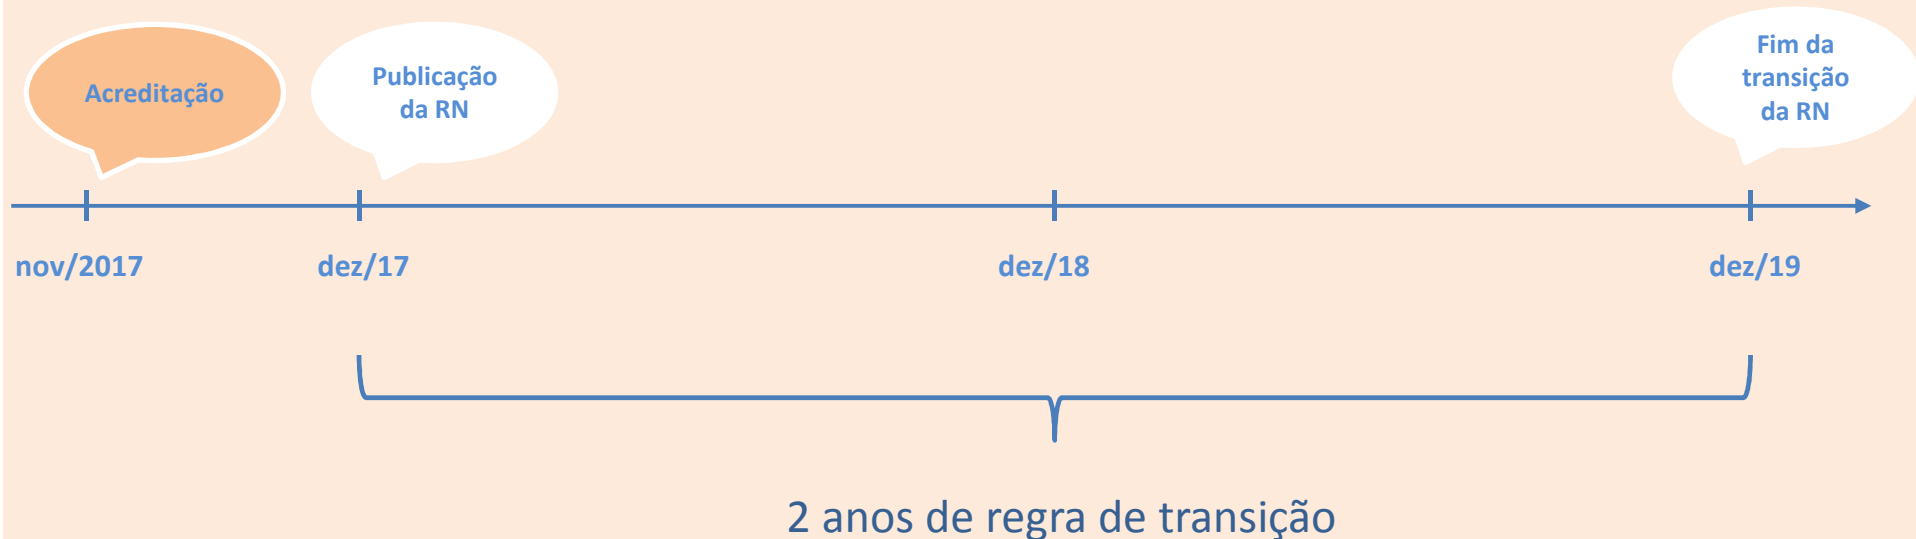 Acreditação
Publicação
da RN
Fim da
transição
da RN
nov/2017
dez/17
dez/18
dez/19
2 anos de regra de transição